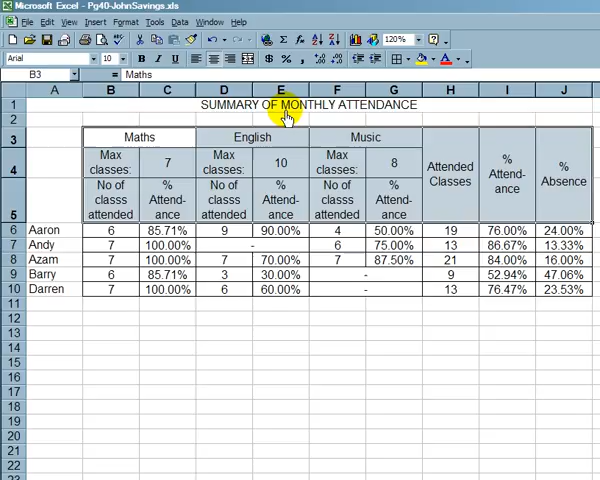 Microsoft Excel - Pg40-JohnSavings.xls
File Edit View Insert Format Tools Data Window Help
120%
Arial 10 B I U
B3 = Maths
A B C D E F G H I J
1 SUMMARY OF MONTHLY ATTENDANCE
2
3 Maths English Music
4 Max classes: 7 Max classes: 10 Max classes: 8 Attended Classes % Attend-ance % Absence
5 No of classs attended % Attend-ance No of classs attended % Attend-ance No of classs attended % Attend-ance
6 Aaron 6 85.71% 9 90.00% 4 50.00% 19 76.00% 24.00%
7 Andy 7 100.00% - 6 75.00% 13 86.67% 13.33%
8 Azam 7 100.00% 7 70.00% 7 87.50% 21 84.00% 16.00%
9 Barry 6 85.71% 3 30.00% - 9 52.94% 47.06%
10 Darren 7 100.00% 6 60.00% - 13 76.47% 23.53%
11
12
13
14
15
16
17
18
19
20
21
22
23